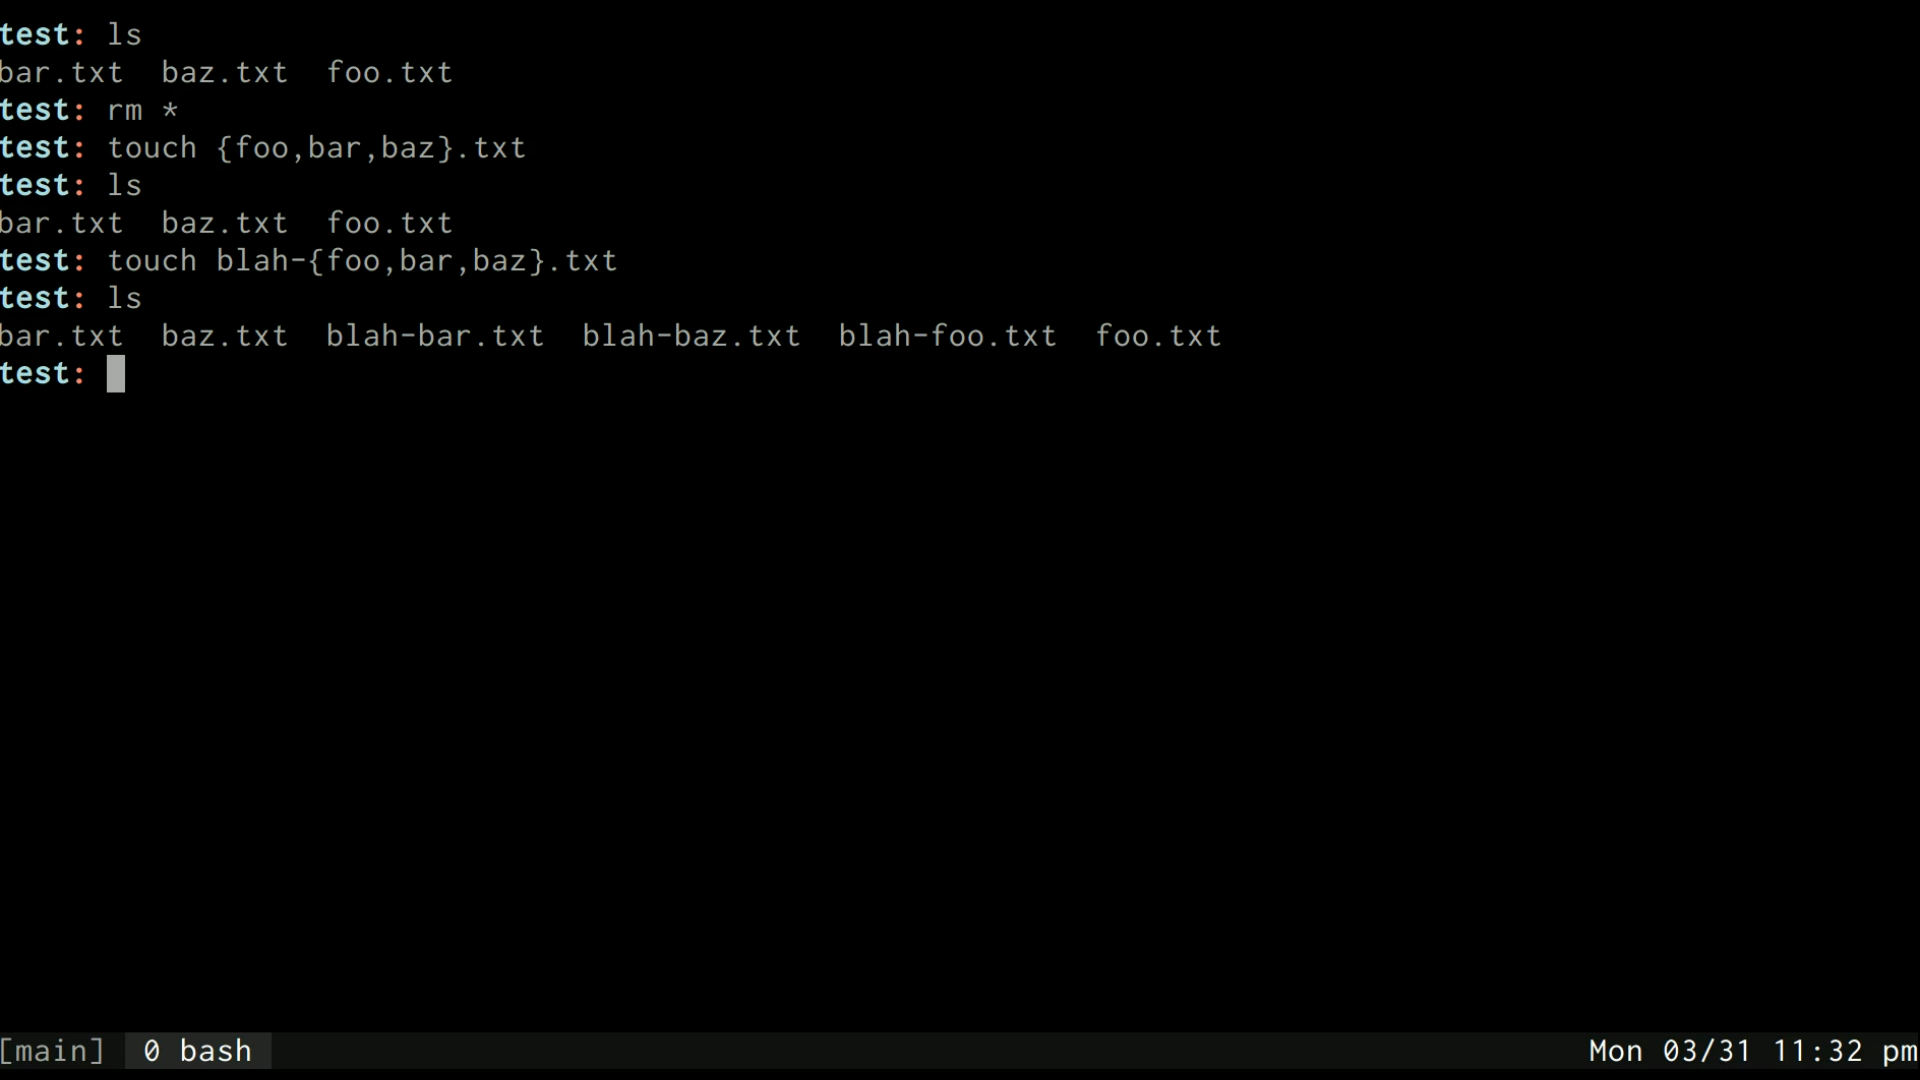 test: ls
bar.txt  baz.txt  foo.txt
test: rm *
test: touch {foo,bar,baz}.txt
test: ls
bar.txt  baz.txt  foo.txt
test: touch blah-{foo,bar,baz}.txt
test: ls
bar.txt  baz.txt  blah-bar.txt  blah-baz.txt  blah-foo.txt  foo.txt
test:
[main]  0 bash  Mon 03/31 11:32 pm